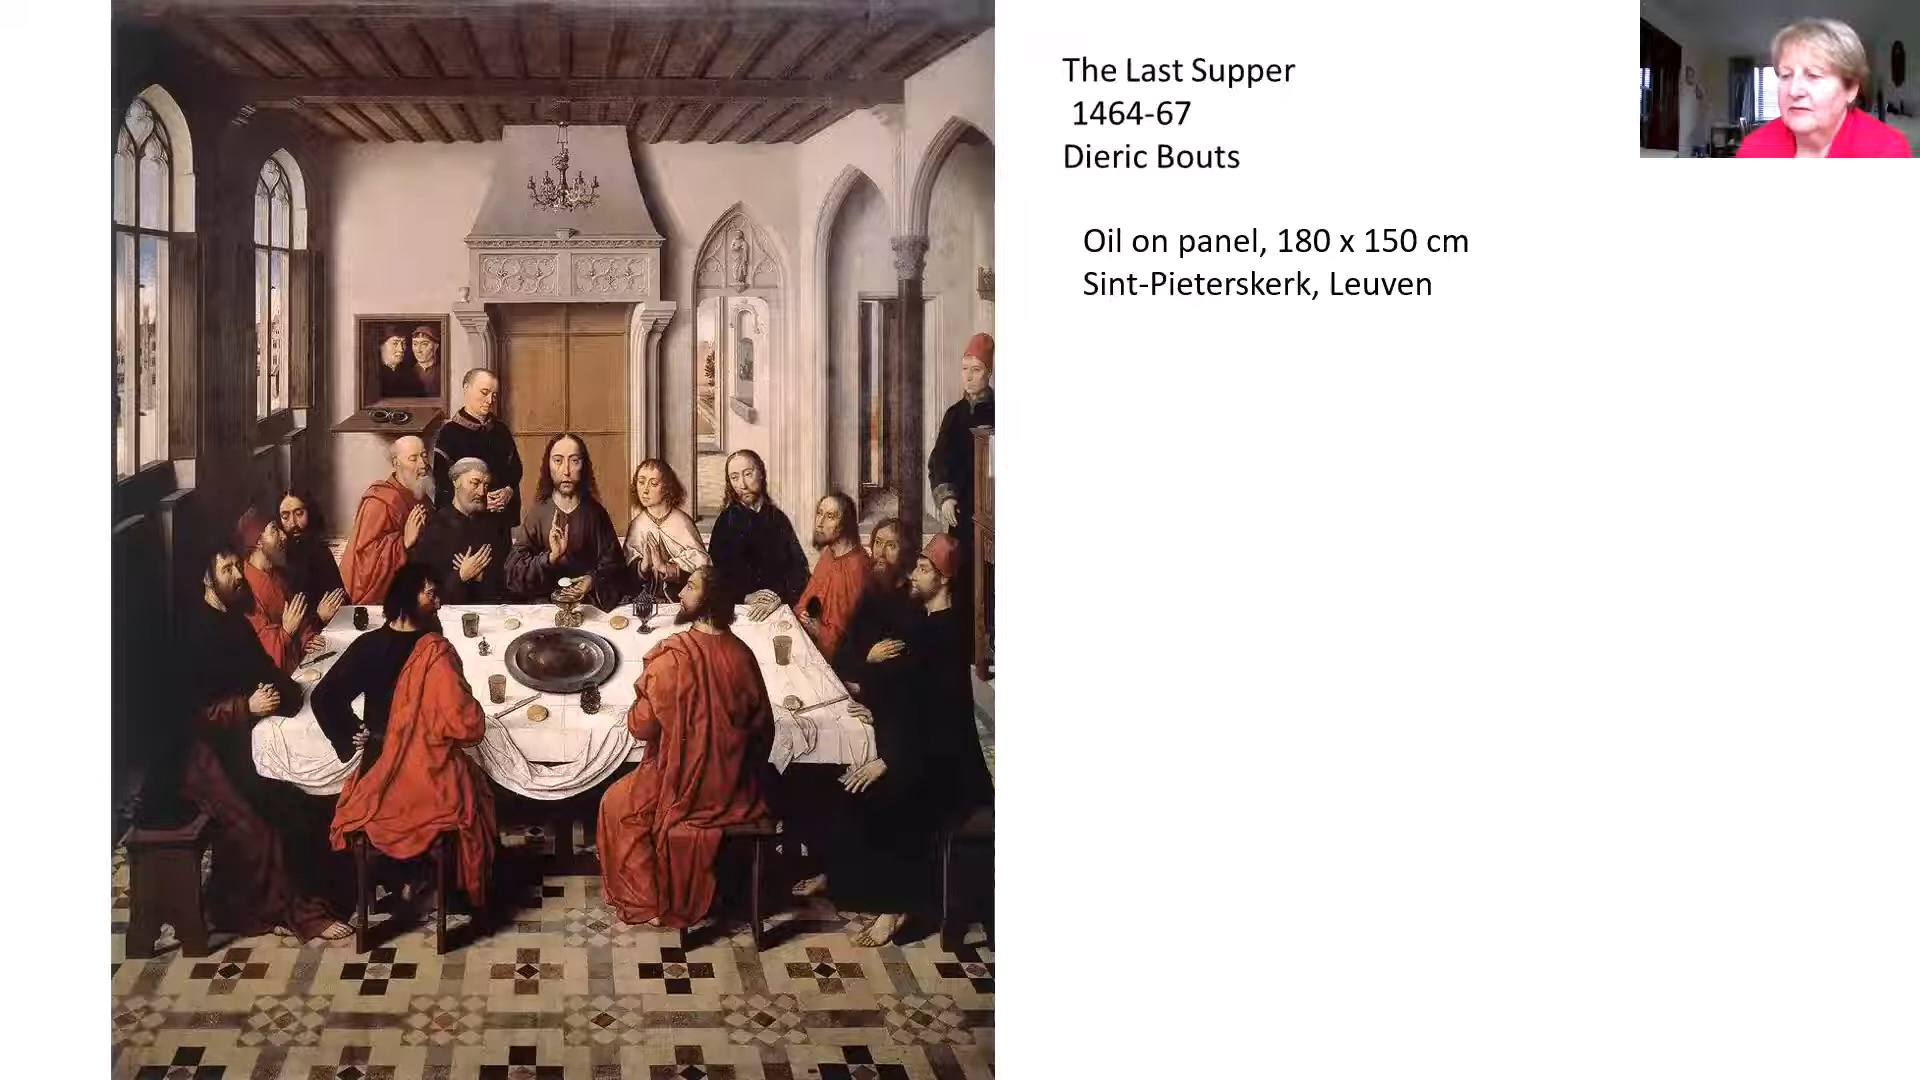 The Last Supper
1464-67
Dieric Bouts
Oil on panel, 180 x 150 cm
Sint-Pieterskerk, Leuven